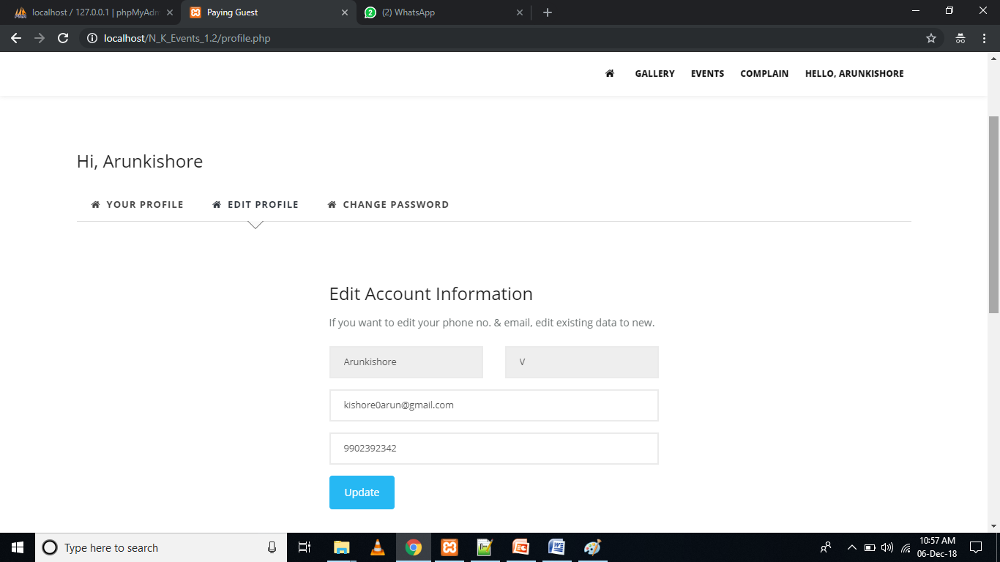 localhost / 127.0.0.1 | phpMyAdm
Paying Guest
(2) WhatsApp
localhost/N_K_Events_1.2/profile.php
GALLERY EVENTS COMPLAIN HELLO, ARUNKISHORE
Hi, Arunkishore
YOUR PROFILE EDIT PROFILE CHANGE PASSWORD
Edit Account Information
If you want to edit your phone no. & email, edit existing data to new.
Arunkishore V
kishore0arun@gmail.com
9902392342
Update
Type here to search
10:57 AM
06-Dec-18